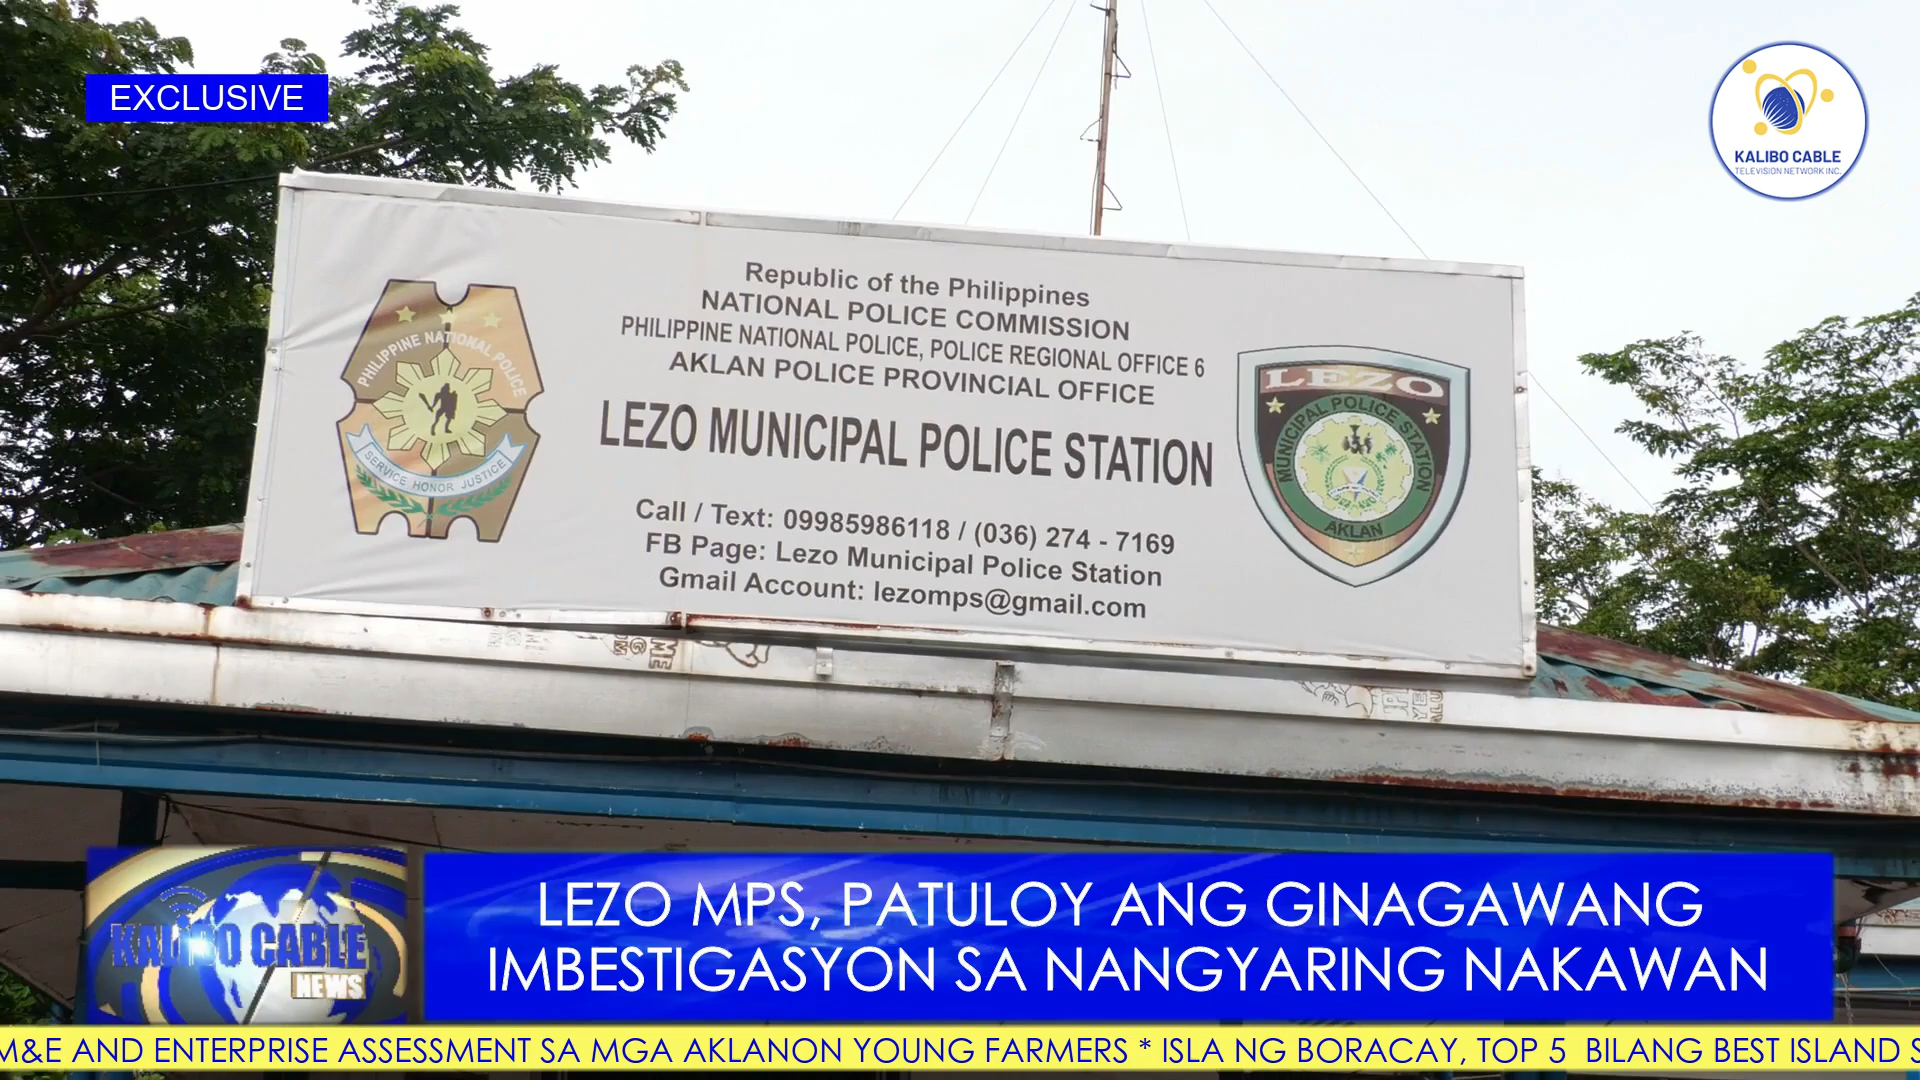 EXCLUSIVE
KALIBO CABLE
TELEVISION NETWORK INC.
Republic of the Philippines
NATIONAL POLICE COMMISSION
PHILIPPINE NATIONAL POLICE, POLICE REGIONAL OFFICE 6
AKLAN POLICE PROVINCIAL OFFICE
LEZO MUNICIPAL POLICE STATION
Call / Text: 09985986118 / (036) 274 - 7169
FB Page: Lezo Municipal Police Station
Gmail Account: lezomps@gmail.com
PHILIPPINE NATIONAL POLICE
SERVICE HONOR JUSTICE
LEZO
MUNICIPAL POLICE STATION
AKLAN
KALIBO CABLE
NEWS
LEZO MPS, PATULOY ANG GINAGAWANG
IMBESTIGASYON SA NANGYARING NAKAWAN
M&E AND ENTERPRISE ASSESSMENT SA MGA AKLANON YOUNG FARMERS * ISLA NG BORACAY, TOP 5 BILANG BEST ISLAND S